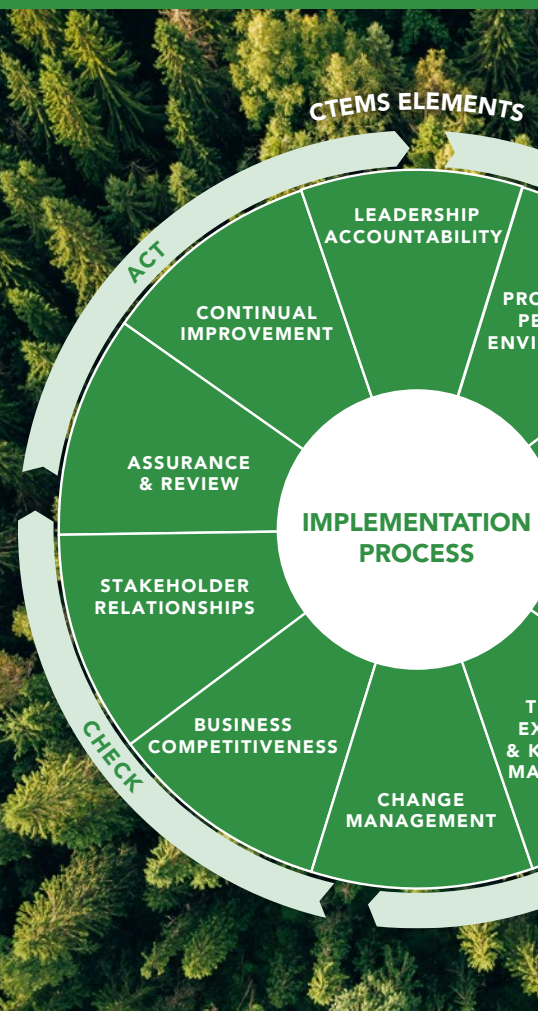 CTEMS ELEMENTS
ACT
LEADERSHIP
ACCOUNTABILITY
CONTINUAL
IMPROVEMENT
ASSURANCE
& REVIEW
IMPLEMENTATION
PROCESS
STAKEHOLDER
RELATIONSHIPS
CHECK
BUSINESS
COMPETITIVENESS
CHANGE
MANAGEMENT
&